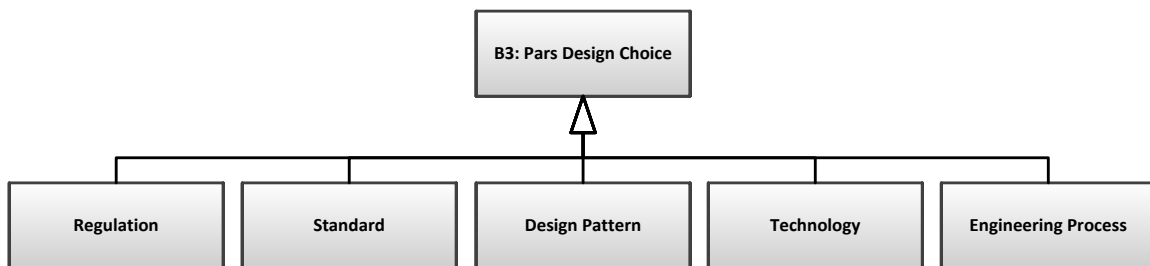 B3: Pars Design Choice
Regulation
Standard
Design Pattern
Technology
Engineering Process